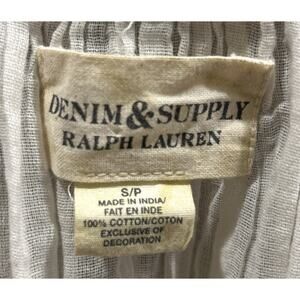 DENIM & SUPPLY
RALPH LAUREN
S/P
MADE IN INDIA/
FAIT EN INDE
100% COTTON/COTON
EXCLUSIVE OF
DECORATION